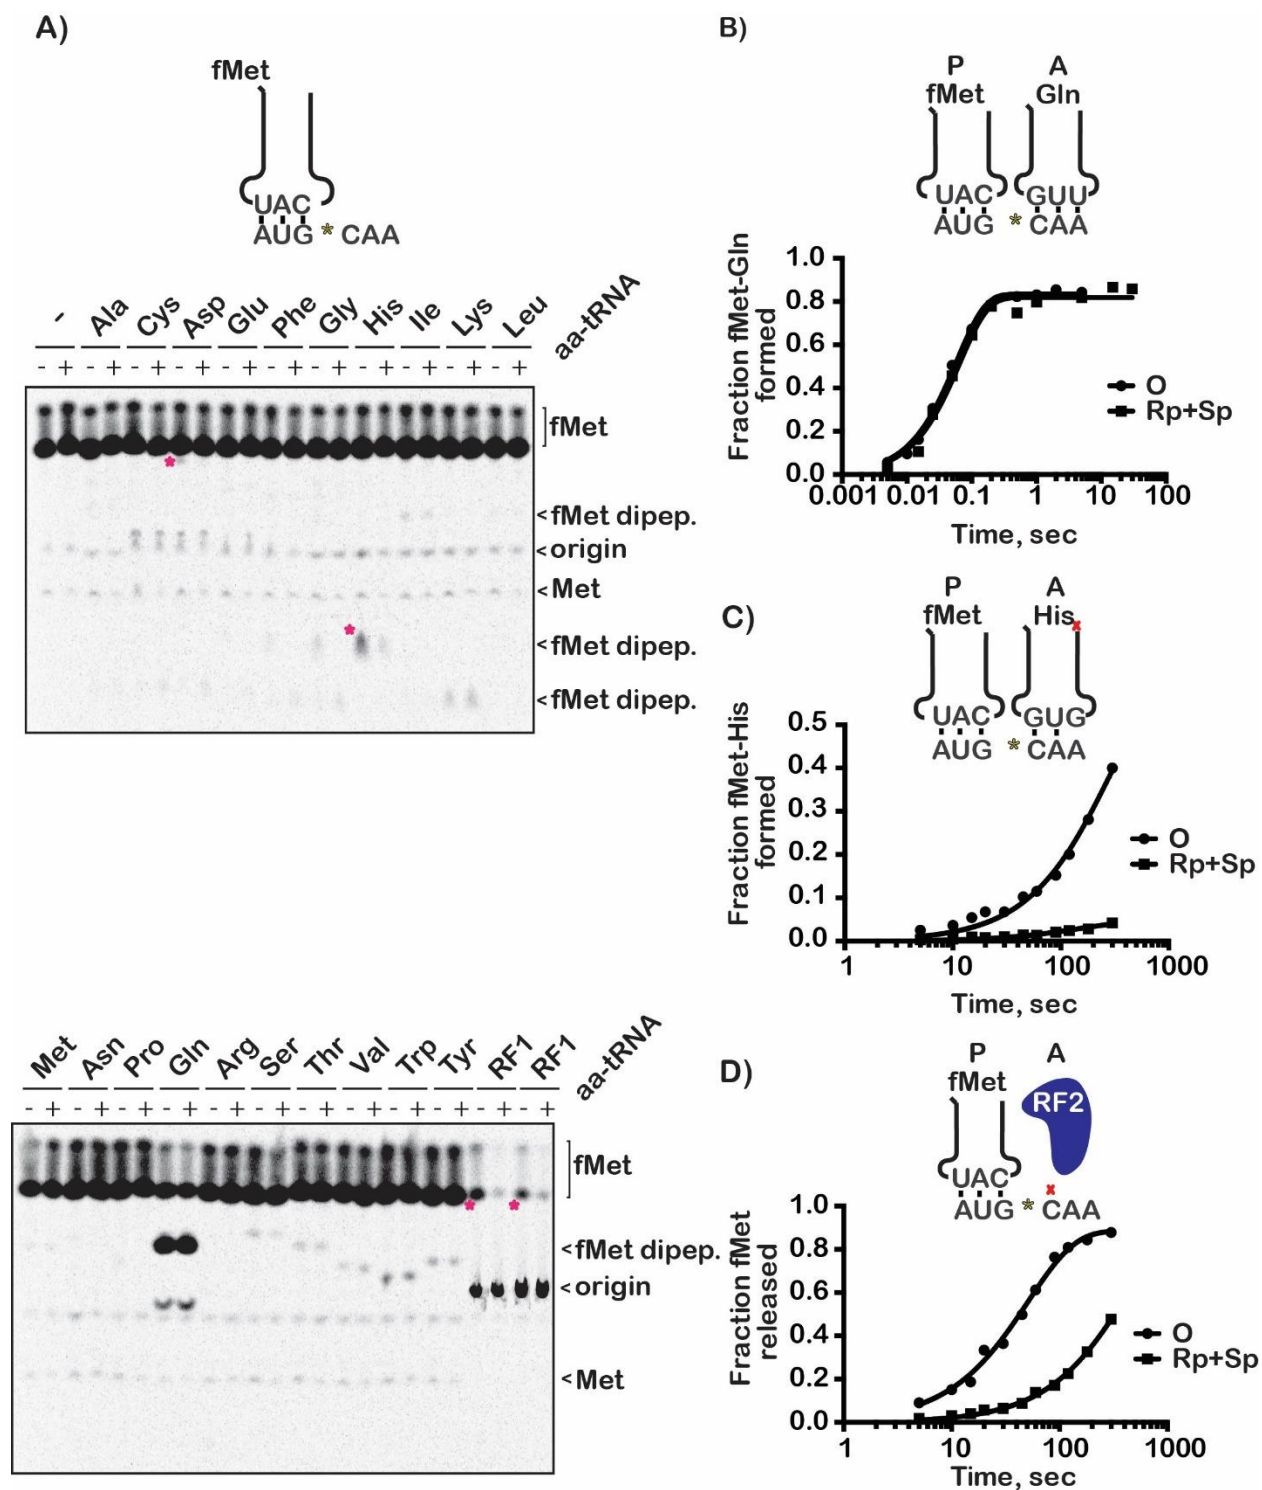 A)
fMet
UAC
AUG * CAA
- Ala Cys Asp Glu Phe Gly His Ile Lys Leu aa-tRNA
- + - + - + - + - + - + - + - + - + - + - +
fMet
*
<fMet dipep.
<origin
<Met
*
<fMet dipep.
<fMet dipep.
Met Asn Pro Gln Arg Ser Thr Val Trp Tyr RF1 RF1 aa-tRNA
- + - + - + - + - + - + - + - + - + - + - + - +
fMet
* *
<fMet dipep.
<origin
<Met
B)
P A
fMet Gln
UAC GUU
AUG * CAA
Fraction fMet-Gln
formed
1.0
0.8
0.6
0.4
0.2
0.0
O
Rp+Sp
0.001 0.01 0.1 1 10 100
Time, sec
C)
P A
fMet His x
UAC GUG
AUG * CAA
Fraction fMet-His
formed
0.5
0.4
0.3
0.2
0.1
0.0
O
Rp+Sp
1 10 100 1000
Time, sec
D)
P A
fMet RF2
UAC x
AUG * CAA
Fraction fMet
released
1.0
0.8
0.6
0.4
0.2
0.0
O
Rp+Sp
1 10 100 1000
Time, sec